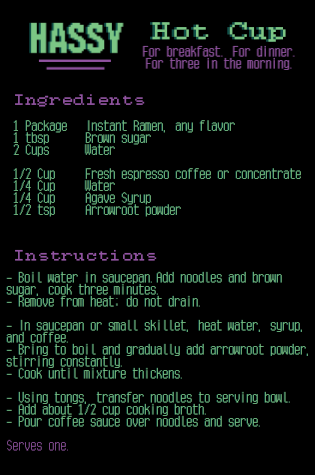 HASSY Hot Cup
For breakfast. For dinner.
For three in the morning.
Ingredients
1 Package Instant Ramen, any flavor
1 tbsp Brown sugar
2 Cups Water
1/2 Cup Fresh espresso coffee or concentrate
1/4 Cup Water
1/4 Cup Agave Syrup
1/2 tsp Arrowroot powder
Instructions
- Boil water in saucepan. Add noodles and brown
sugar, cook three minutes.
- Remove from heat; do not drain.
- In saucepan or small skillet, heat water, syrup,
and coffee.
- Bring to boil and gradually add arrowroot powder,
stirring constantly.
- Cook until mixture thickens.
- Using tongs, transfer noodles to serving bowl.
- Add about 1/2 cup cooking broth.
- Pour coffee sauce over noodles and serve.
Serves one.